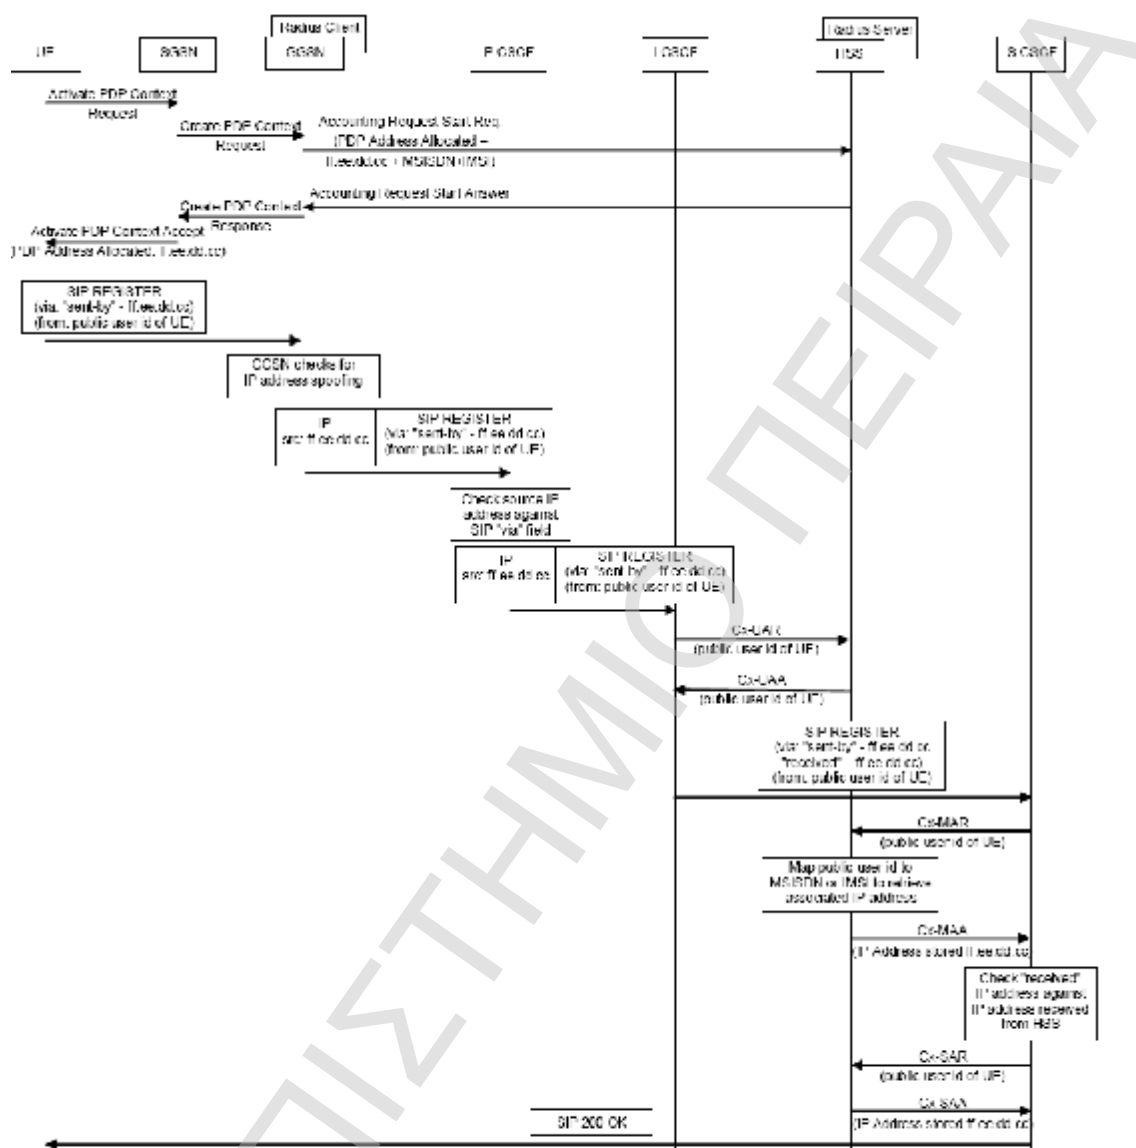 Radius Client
Radius Server
UE
SGSN
GGSN
P-CSCF
I-CSCF
HSS
S-CSCF
Activate PDP Context
Request
Create PDP Context
Request
Accounting Request Start Req.
(PDP Address Allocated –
ff.ee.dd.cc + MSISDN+IMSI)
Accounting Request Start Answer
Create PDP Context
Response
Activate PDP Context Accept
(PDP Address Allocated: ff.ee.dd.cc)
SIP REGISTER
(via: "sent-by" - ff.ee.dd.cc)
(from: public user id of UE)
GGSN checks for
IP address spoofing
IP
src: ff.ee.dd.cc
SIP REGISTER
(via: "sent-by" - ff.ee.dd.cc)
(from: public user id of UE)
Check source IP
address against
SIP "via" field
IP
src: ff.ee.dd.cc
SIP REGISTER
(via: "sent-by" - ff.ee.dd.cc)
(from: public user id of UE)
Cx-UAR
(public user id of UE)
Cx-UAA
(public user id of UE)
SIP REGISTER
(via: "sent-by" - ff.ee.dd.cc
"received" – ff.ee.dd.cc)
(from: public user id of UE)
Cx-MAR
(public user id of UE)
Map public user id to
MSISDN or IMSI to retrieve
associated IP address
Cx-MAA
(IP Address stored ff.ee.dd.cc)
Check "received"
IP address against
IP address received
from HSS
Cx-SAR
(public user id of UE)
Cx-SAA
(IP Address stored ff.ee.dd.cc)
SIP 200 OK
ΠΙΣΤΗΜΙΟ ΠΕΙΡΑΙΑ